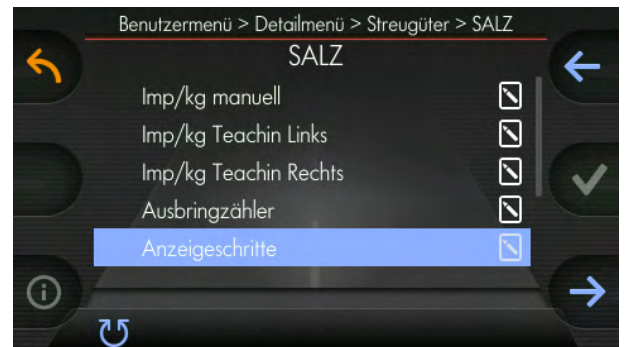 Benutzermenü > Detailmenü > Streugüter > SALZ
SALZ
Imp/kg manuell
Imp/kg Teachin Links
Imp/kg Teachin Rechts
Ausbringzähler
Anzeigeschritte